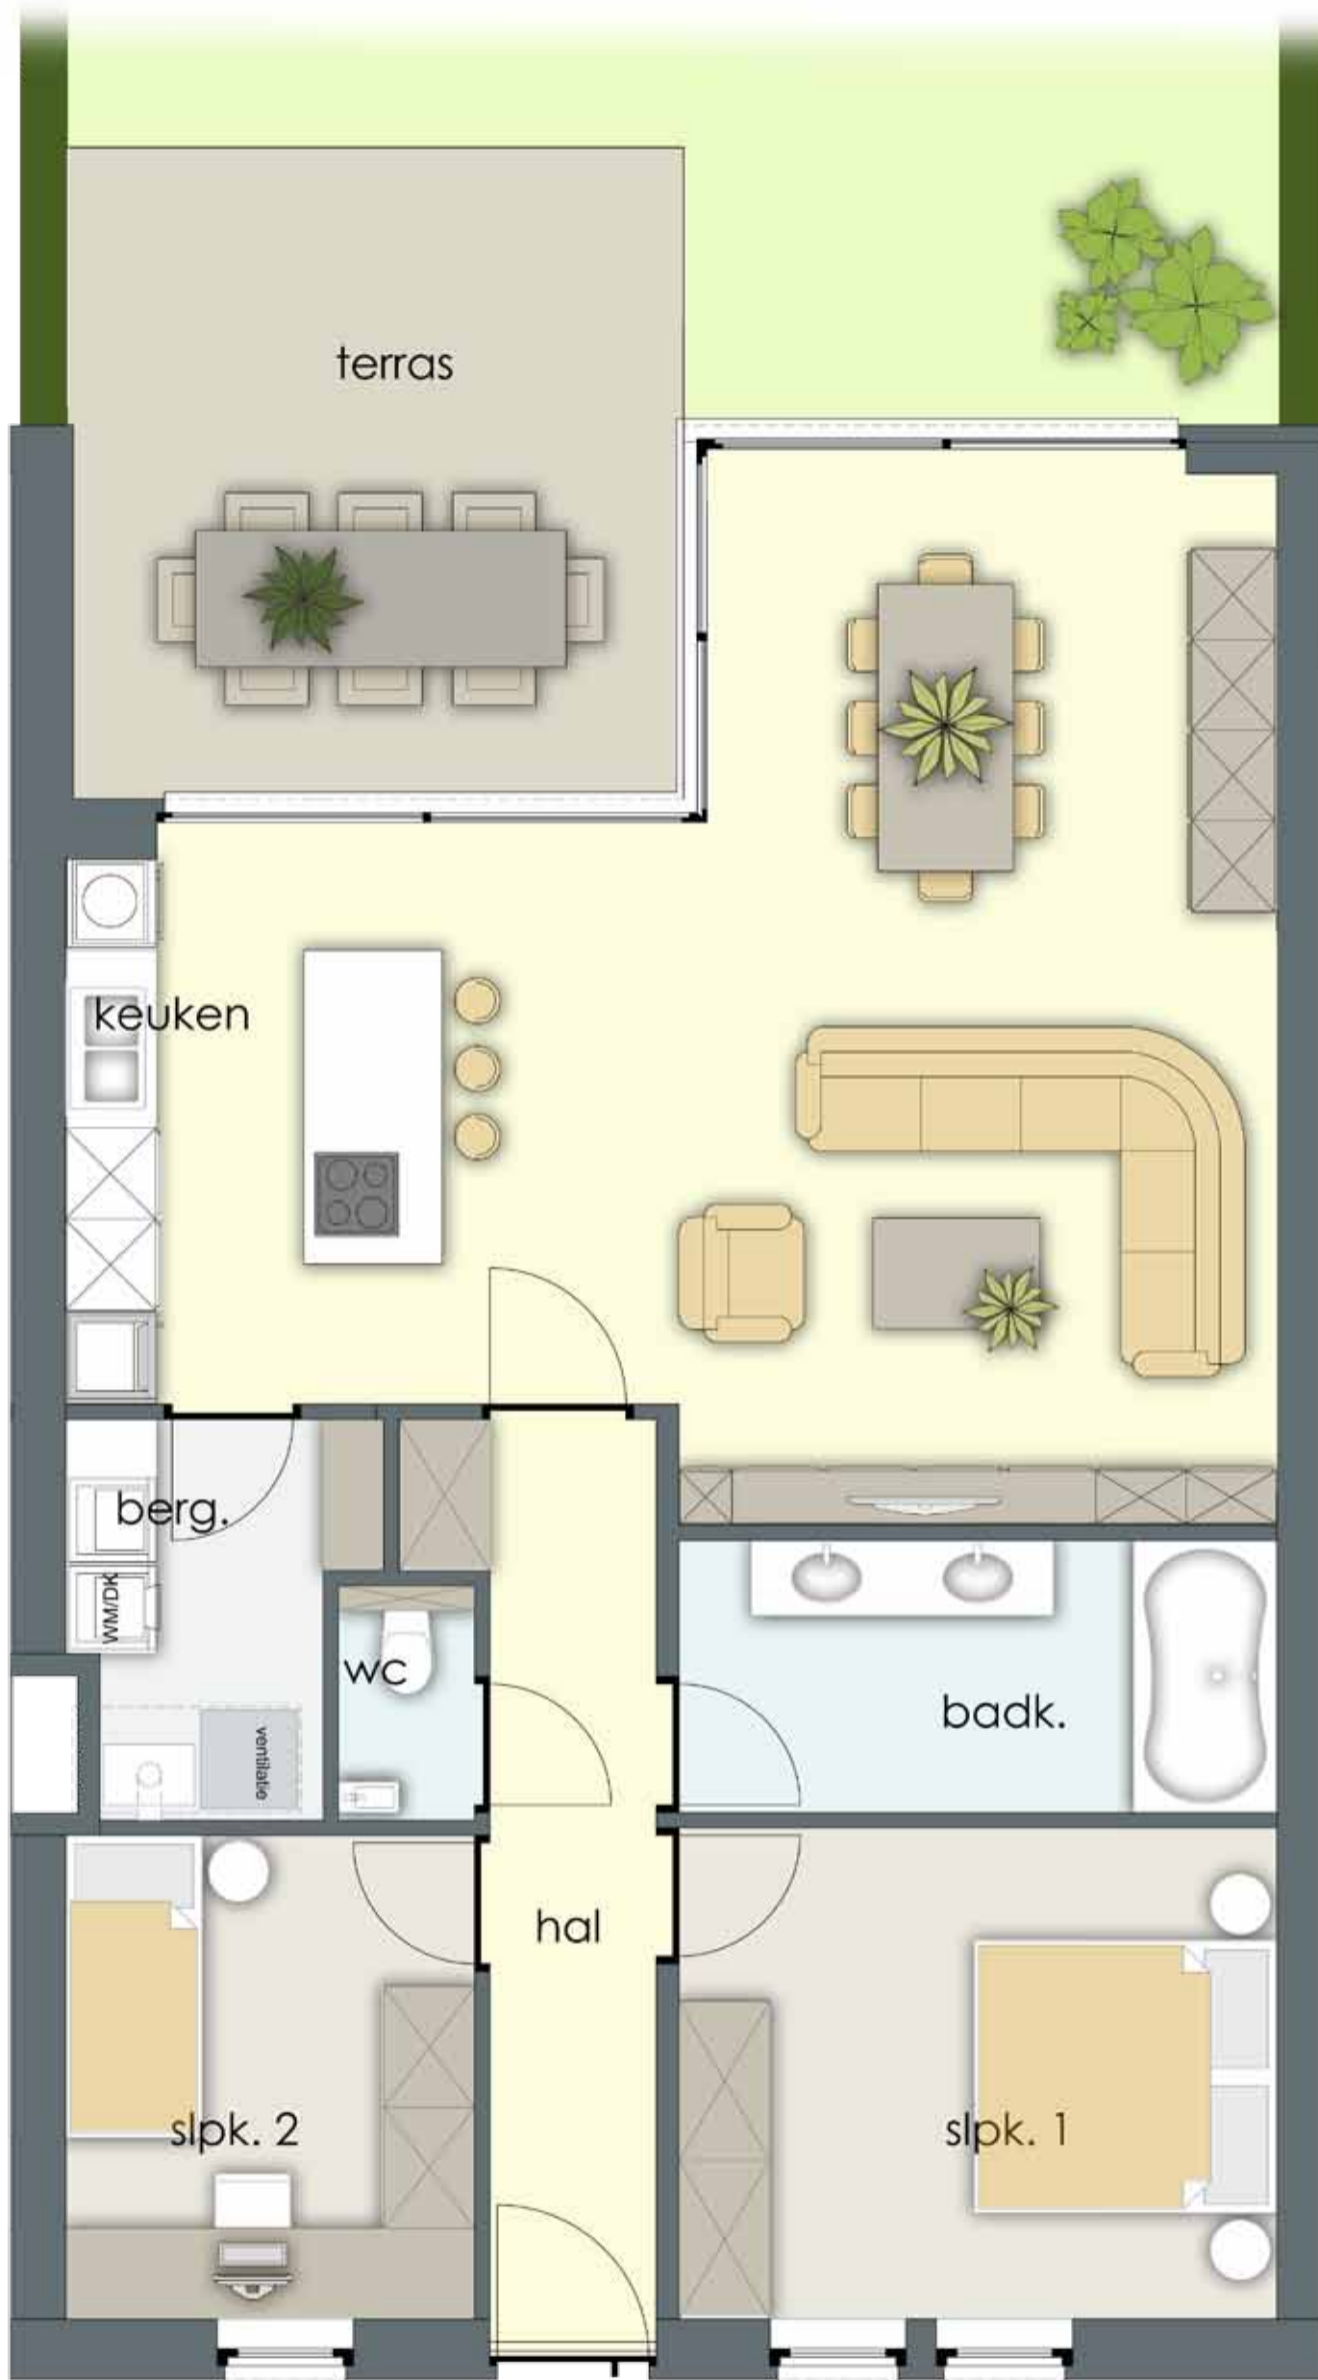 terras
keuken
berg.
WM/DK
wc
badk.
ventilatie
hal
slpk. 2
slpk. 1